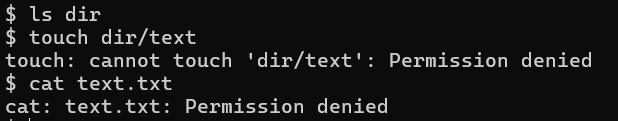 $ ls dir
$ touch dir/text
touch: cannot touch 'dir/text': Permission denied
$ cat text.txt
cat: text.txt: Permission denied